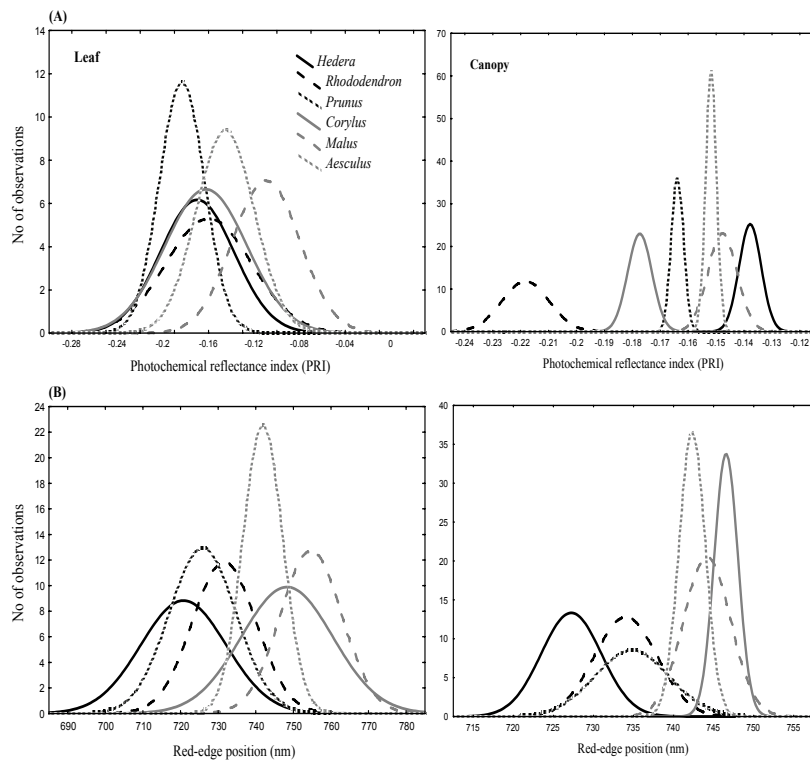 (A)
14
12
10
8
6
4
2
0
No of observations
Leaf
Hedera
Rhododendron
Prunus
Corylus
Malus
Aesculus
-0.28 -0.24 -0.20 -0.16 -0.12 -0.08 -0.04 0
Photochemical reflectance index (PRI)
70
60
50
40
30
20
10
0
Canopy
-0.24 -0.23 -0.22 -0.21 -0.2 -0.19 -0.18 -0.17 -0.16 -0.15 -0.14 -0.13 -0.12
Photochemical reflectance index (PRI)
(B)
24
22
20
18
16
14
12
10
8
6
4
2
0
No of observations
690 700 710 720 730 740 750 760 770 780
Red-edge position (nm)
40
35
30
25
20
15
10
5
0
715 720 725 730 735 740 745 750 755
Red-edge position (nm)